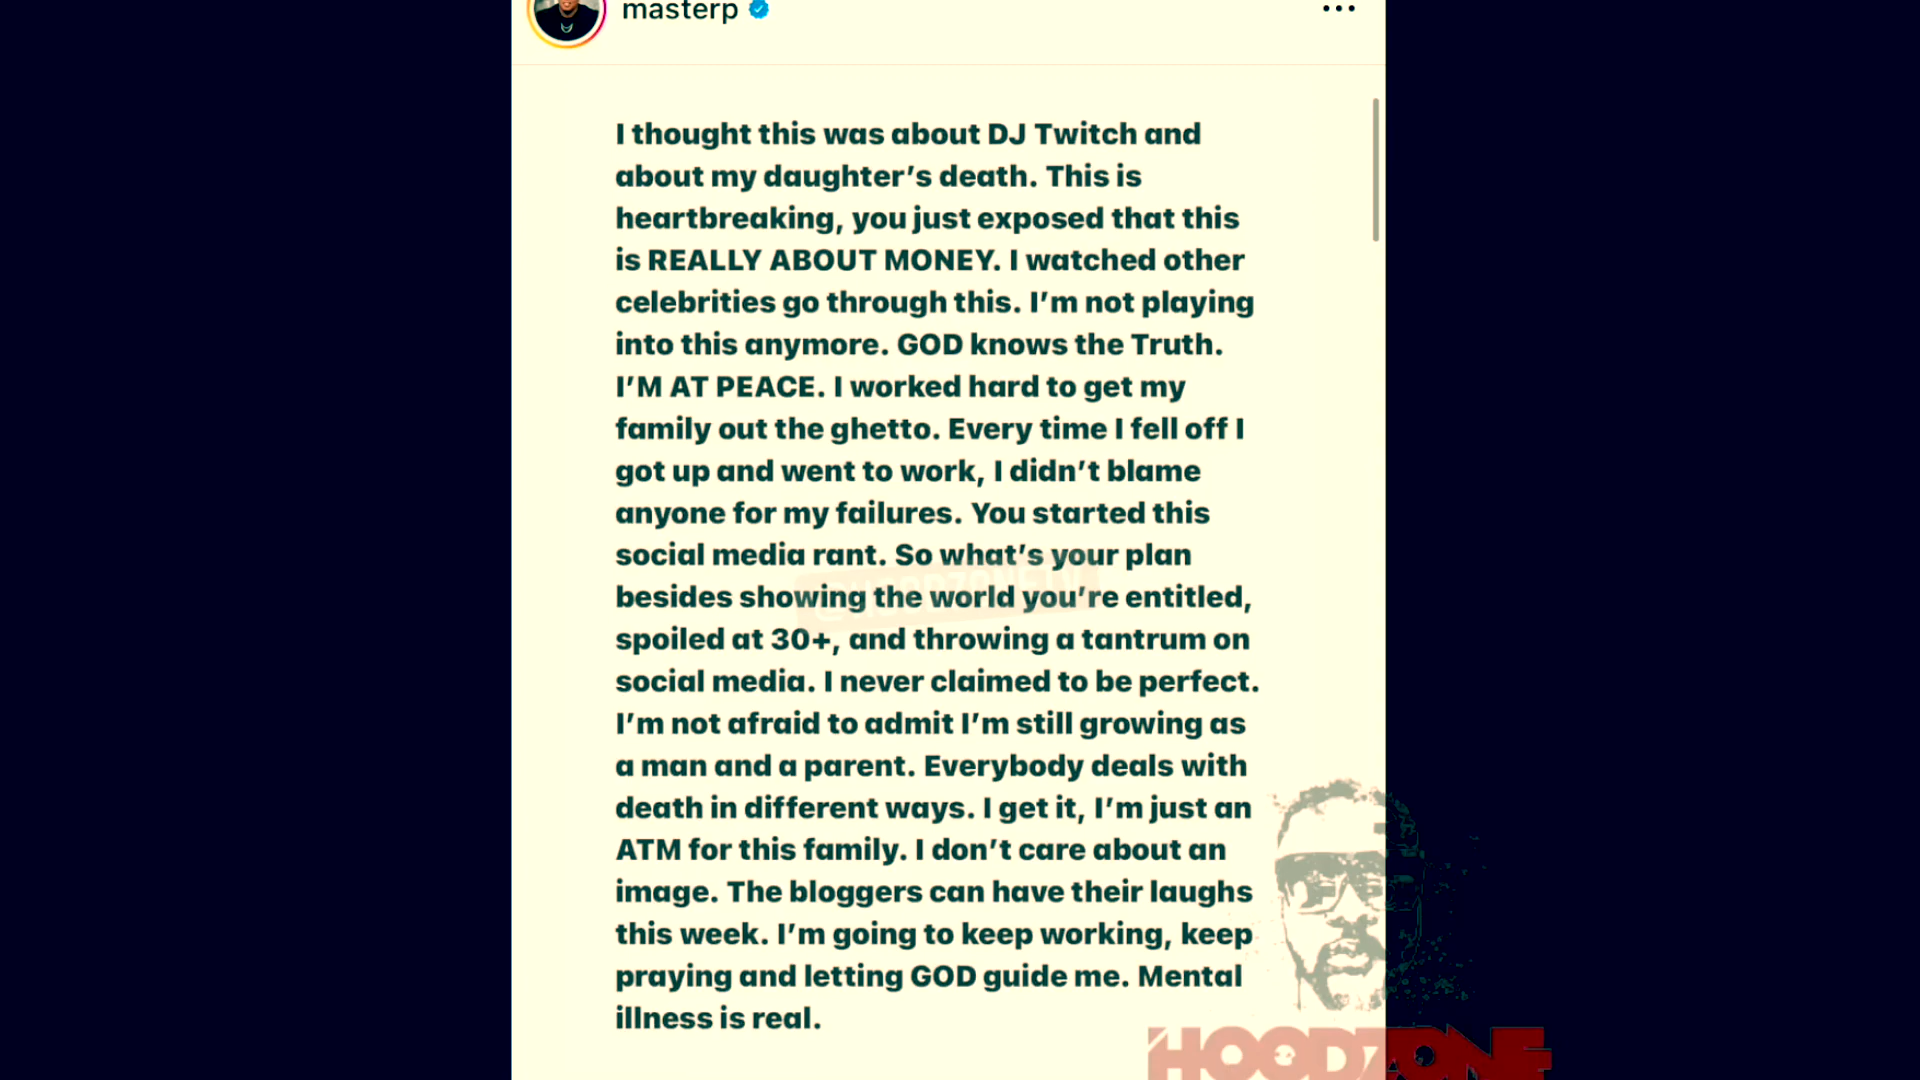 masterp
I thought this was about DJ Twitch and
about my daughter’s death. This is
heartbreaking, you just exposed that this
is REALLY ABOUT MONEY. I watched other
celebrities go through this. I’m not playing
into this anymore. GOD knows the Truth.
I’M AT PEACE. I worked hard to get my
family out the ghetto. Every time I fell off I
got up and went to work, I didn’t blame
anyone for my failures. You started this
social media rant. So what’s your plan
besides showing the world you’re entitled,
spoiled at 30+, and throwing a tantrum on
social media. I never claimed to be perfect.
I’m not afraid to admit I’m still growing as
a man and a parent. Everybody deals with
death in different ways. I get it, I’m just an
ATM for this family. I don’t care about an
image. The bloggers can have their laughs
this week. I’m going to keep working, keep
praying and letting GOD guide me. Mental
illness is real.
HOODZONE